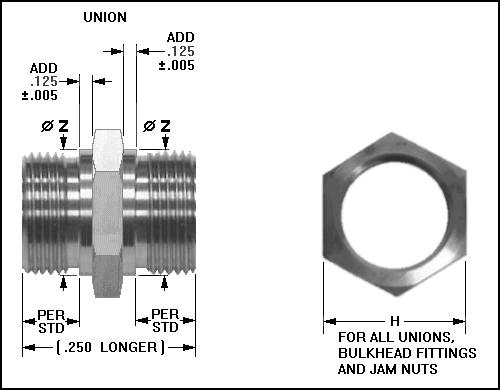 UNION
ADD
.125
±.005
ADD
.125
±.005
Ø Z
Ø Z
PER
STD
PER
STD
( .250 LONGER )
H
FOR ALL UNIONS,
BULKHEAD FITTINGS
AND JAM NUTS